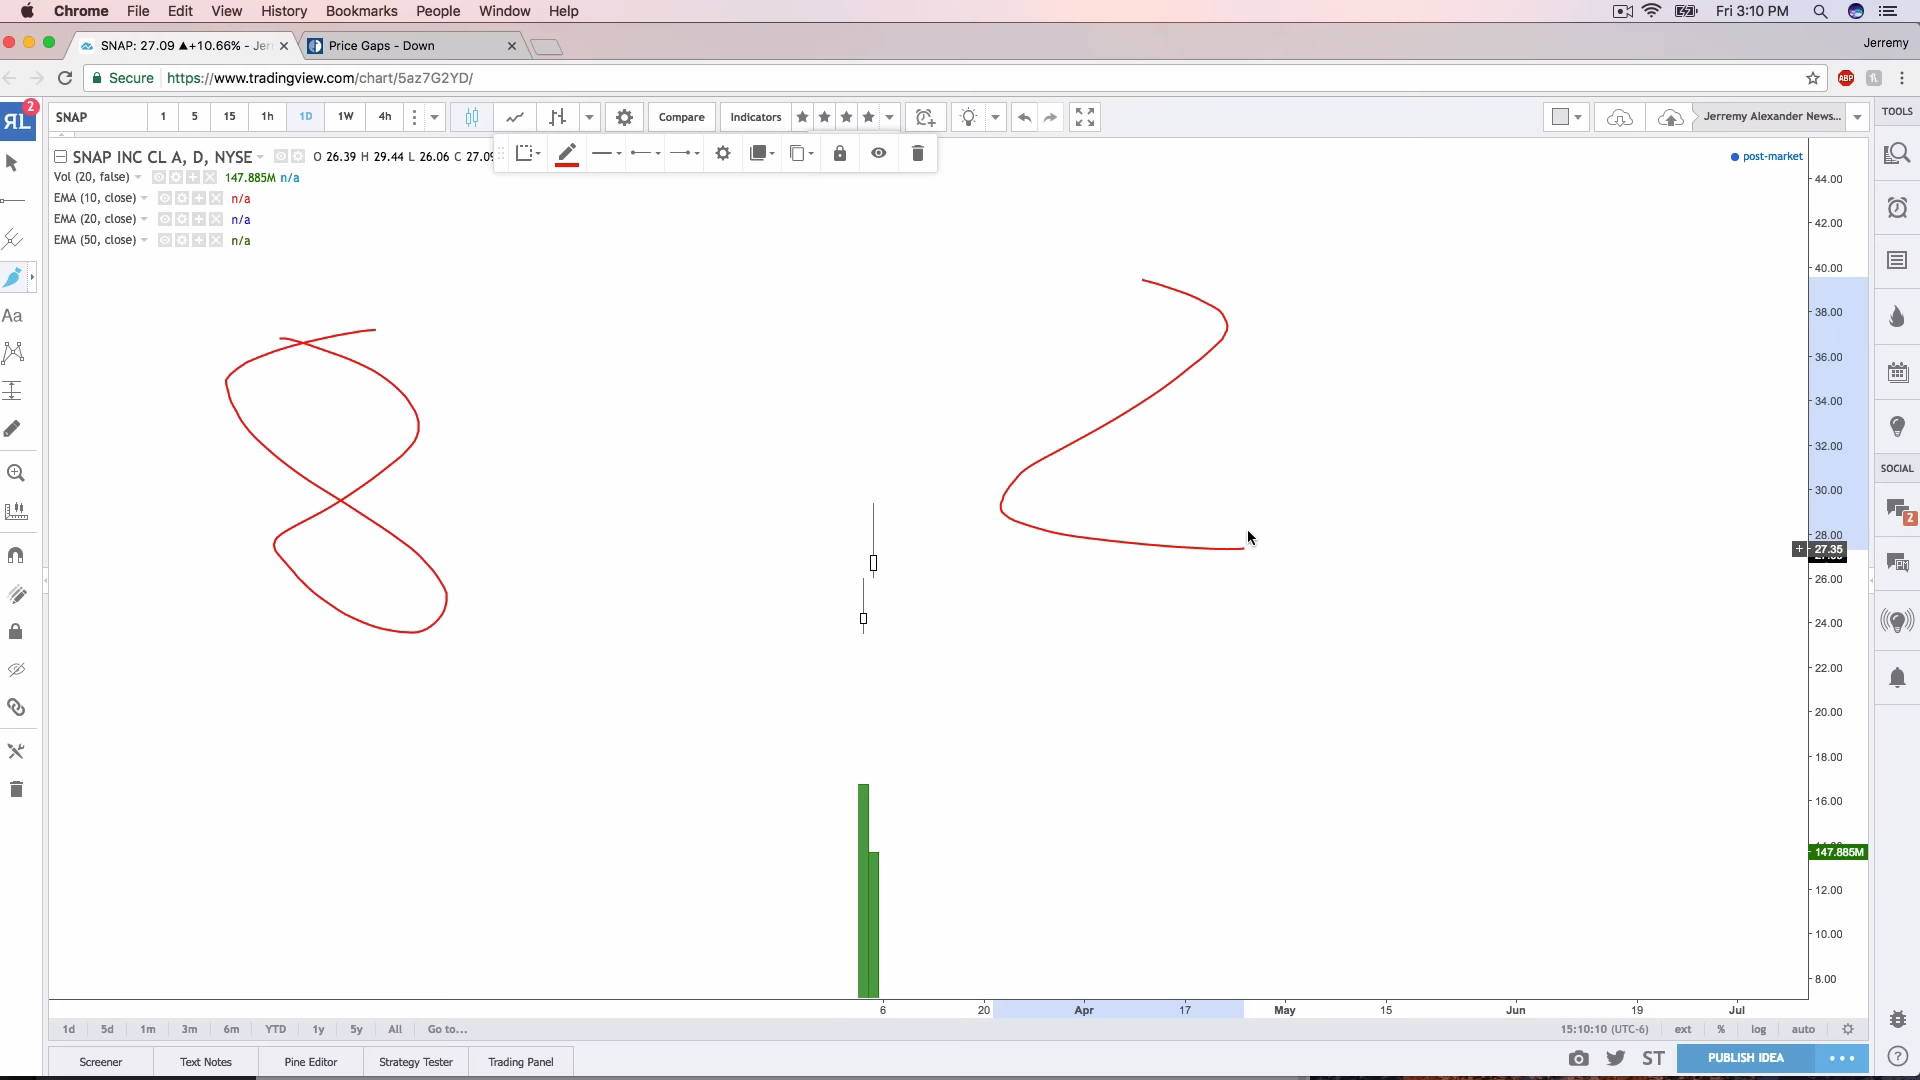 Chrome File Edit View History Bookmarks People Window Help Fri 3:10 PM
SNAP: 27.09 ▲+10.66% - Jer Price Gaps - Down Jerremy
Secure https://www.tradingview.com/chart/5az7G2YD/ ABP
2 SNAP 1 5 15 1h 1D 1W 4h Compare Indicators Jerremy Alexander News... TOOLS
SNAP INC CL A, D, NYSE O 26.39 H 29.44 L 26.06 C 27.09 post-market
Vol (20, false) 147.885M n/a
EMA (10, close) n/a
EMA (20, close) n/a
EMA (50, close) n/a
Aa
8 2
44.00
42.00
40.00
38.00
36.00
34.00
32.00
30.00
28.00
27.35
26.00
24.00
22.00
20.00
18.00
16.00
147.885M
12.00
10.00
8.00
SOCIAL
2
6 20 Apr 17 May 15 Jun 19 Jul
1d 5d 1m 3m 6m YTD 1y 5y All Go to... 15:10:10 (UTC-6) ext % log auto
Screener Text Notes Pine Editor Strategy Tester Trading Panel ST PUBLISH IDEA